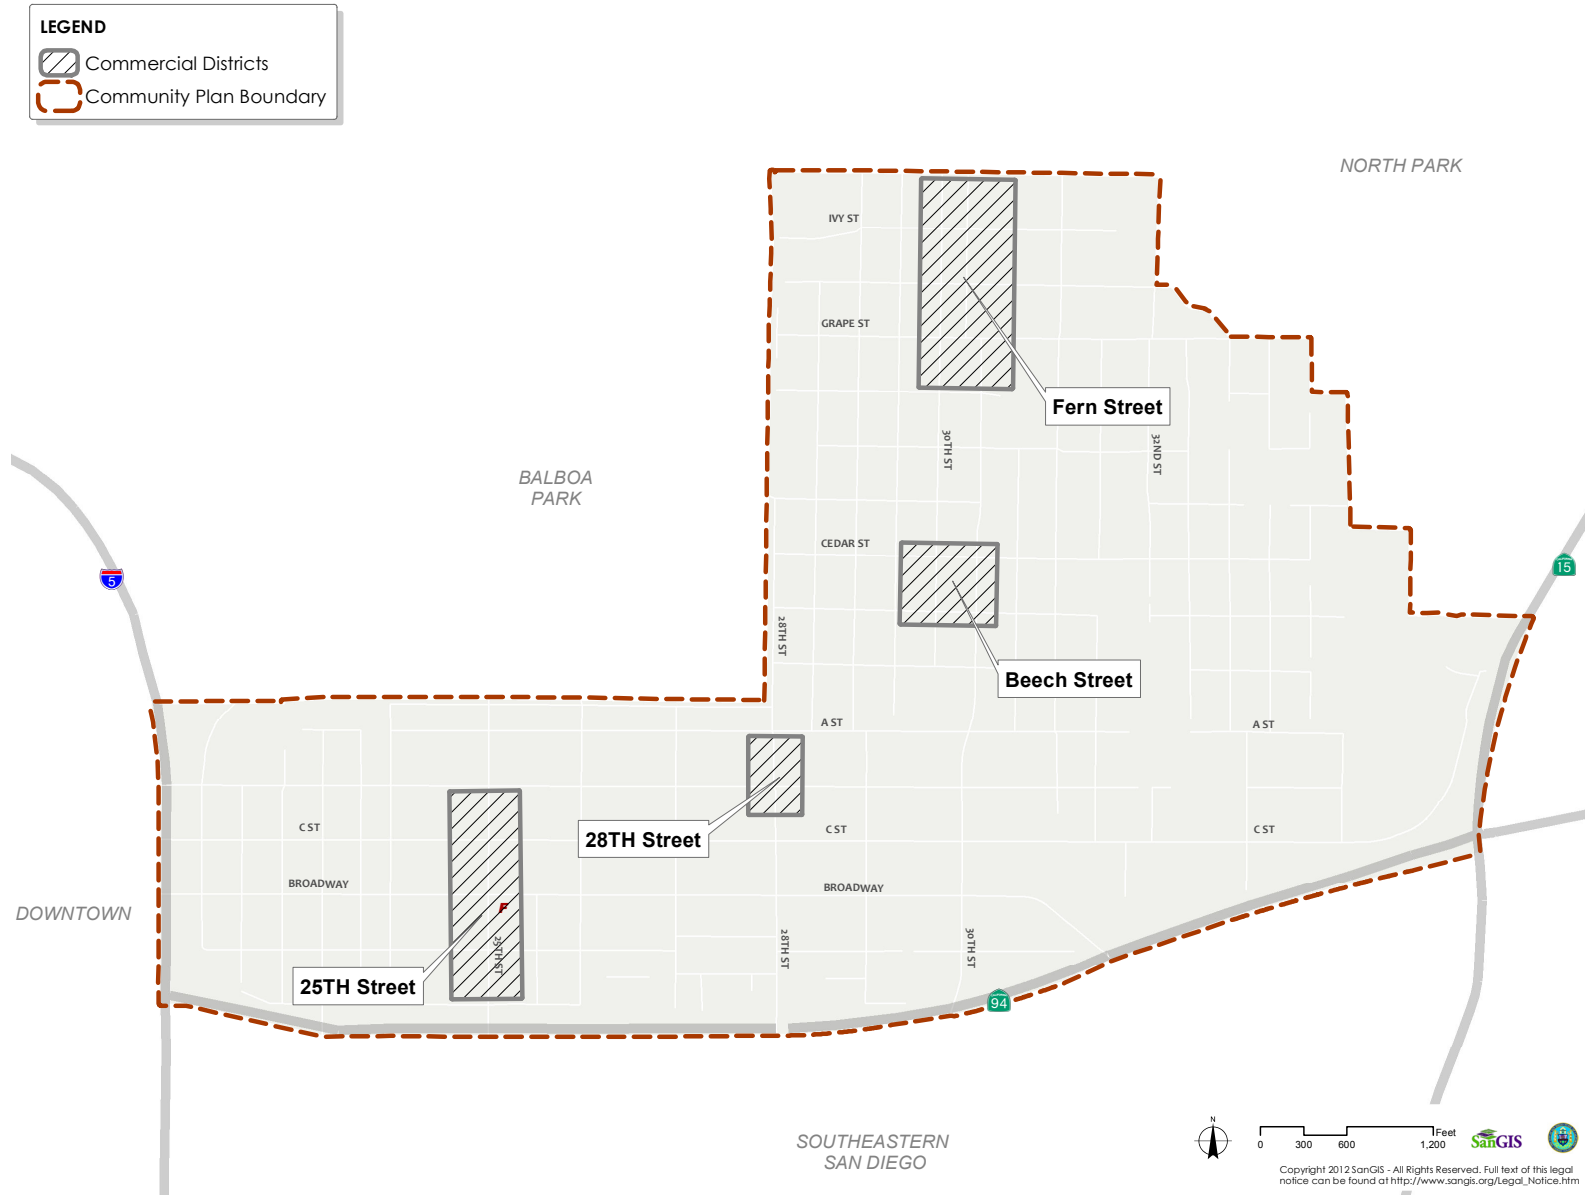 LEGEND
Commercial Districts
Community Plan Boundary
NORTH PARK
IVY ST
GRAPE ST
Fern Street
30TH ST
32ND ST
BALBOA
PARK
CEDAR ST
5
15
28TH ST
Beech Street
A ST
A ST
28TH Street
C ST
C ST
C ST
BROADWAY
BROADWAY
F
DOWNTOWN
25TH ST
28TH ST
30TH ST
25TH Street
94
SOUTHEASTERN
SAN DIEGO
N
Feet
0 300 600 1,200
SanGIS
Copyright 2012 SanGIS - All Rights Reserved. Full text of this legal
notice can be found at http://www.sangis.org/Legal_Notice.htm